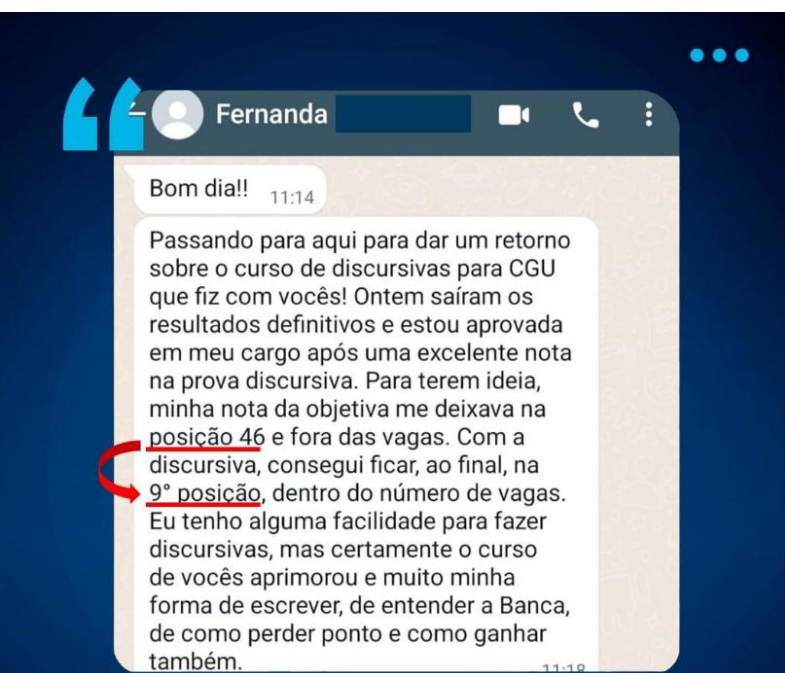 Fernanda
Bom dia!!
11:14
Passando para aqui para dar um retorno
sobre o curso de discursivas para CGU
que fiz com vocês! Ontem saíram os
resultados definitivos e estou aprovada
em meu cargo após uma excelente nota
na prova discursiva. Para terem ideia,
minha nota da objetiva me deixava na
posição 46 e fora das vagas. Com a
discursiva, consegui ficar, ao final, na
9° posição, dentro do número de vagas.
Eu tenho alguma facilidade para fazer
discursivas, mas certamente o curso
de vocês aprimorou e muito minha
forma de escrever, de entender a Banca,
de como perder ponto e como ganhar
também.
11:18